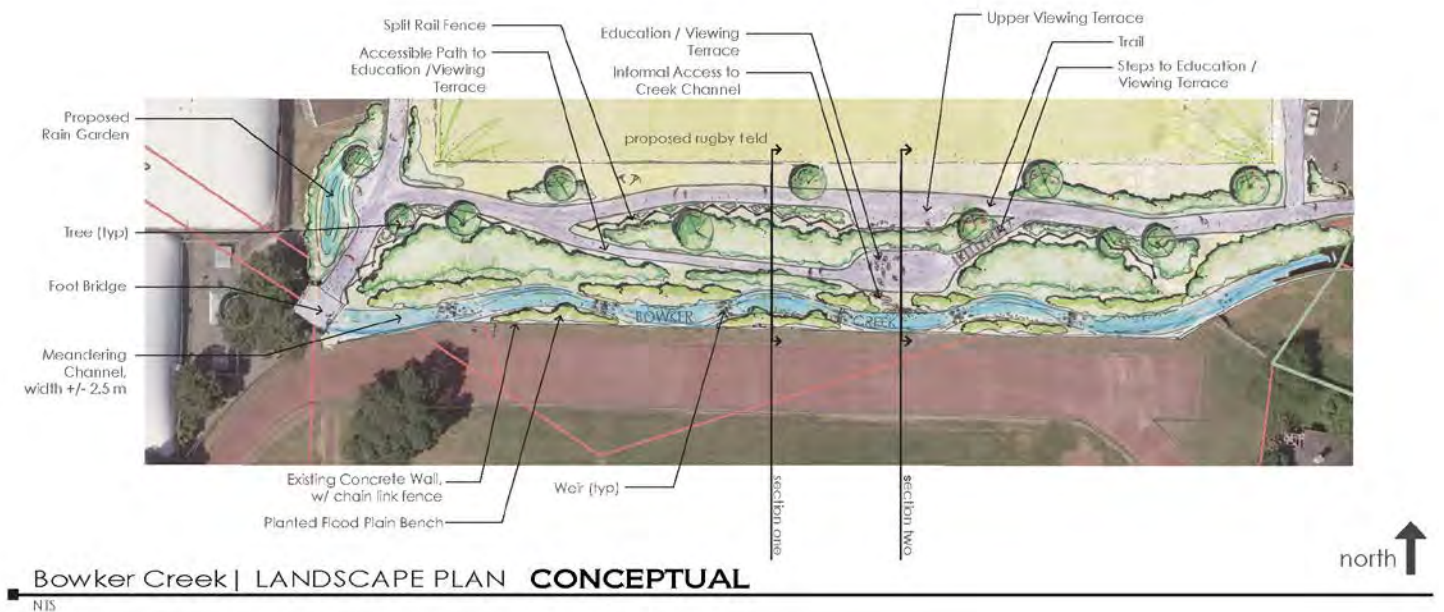 Split Rail Fence
Accessible Path to
Education /Viewing
Terrace
Education / Viewing
Terrace
Informal Access to
Creek Channel
Upper Viewing Terrace
Trail
Steps to Education /
Viewing Terrace
Proposed
Rain Garden
proposed rugby field
Tree (typ)
Foot Bridge
BOWKER
CREEK
Meandering
Channel,
width +/- 2.5 m
Existing Concrete Wall,
w/ chain link fence
Planted Flood Plain Bench
Weir (typ)
section one
section two
north
Bowker Creek | LANDSCAPE PLAN CONCEPTUAL
NTS